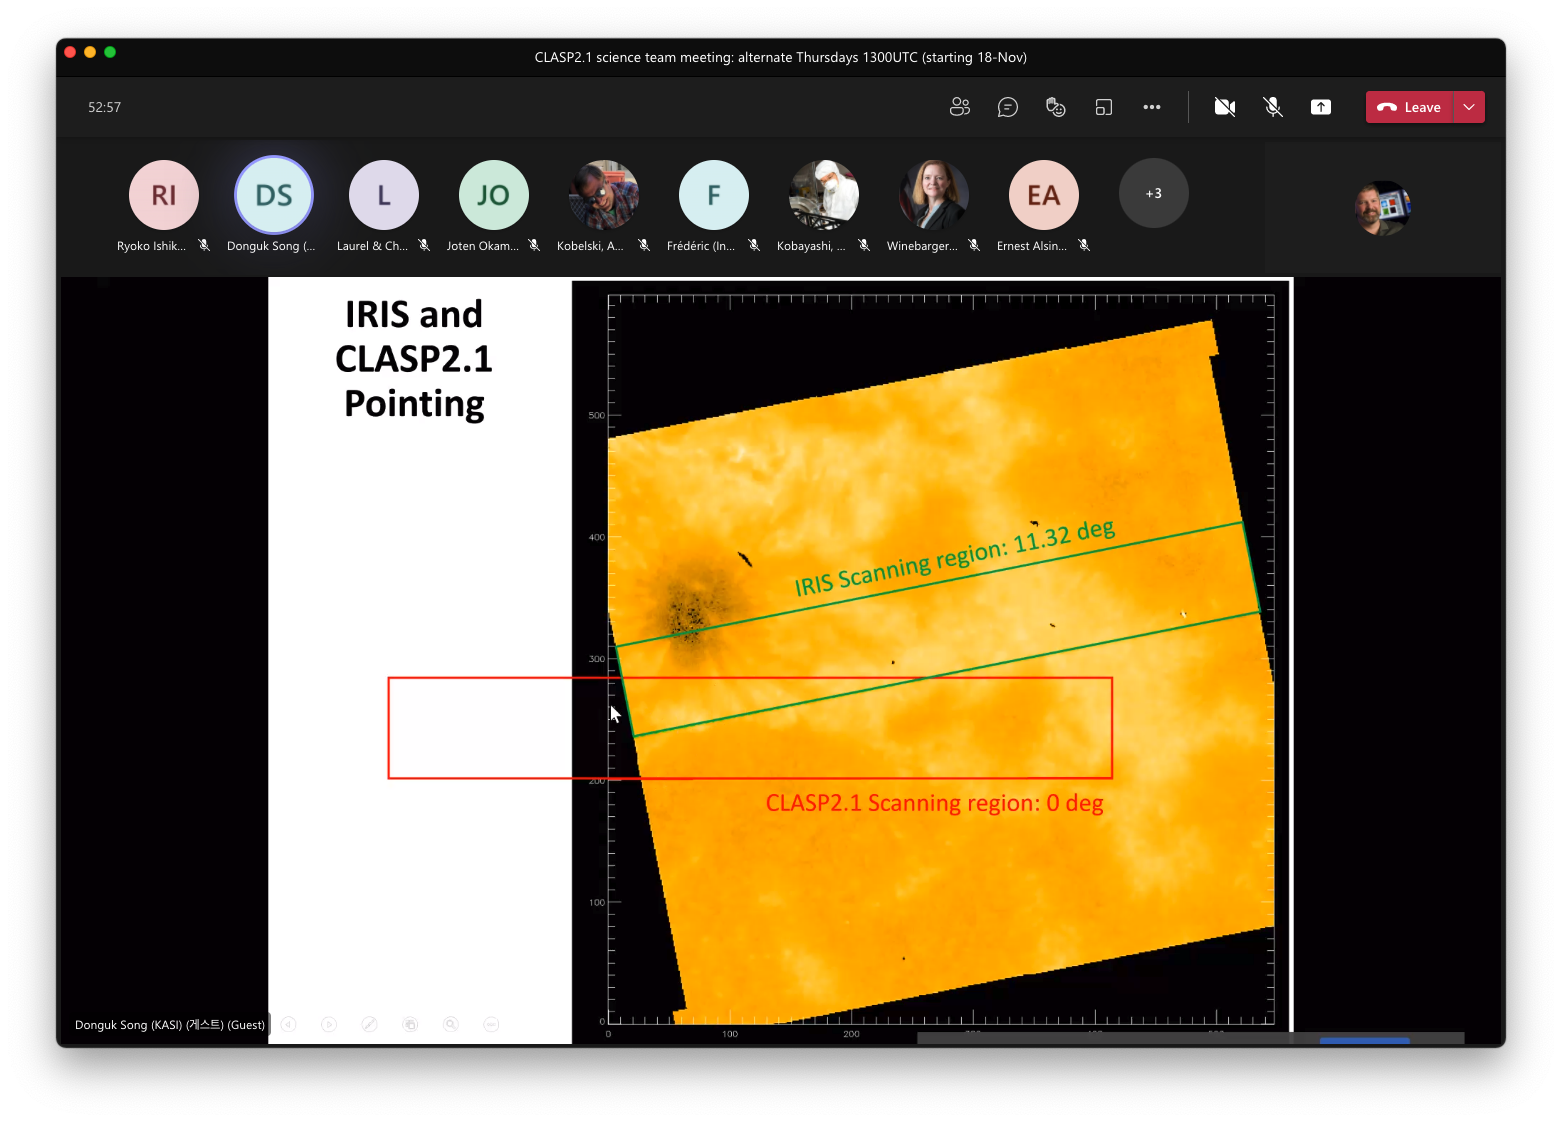 CLASP2.1 science team meeting: alternate Thursdays 1300UTC (starting 18-Nov)
52:57
Leave
RI
DS
L
JO
F
EA
+3
Ryoko Ishik...
Donguk Song (...
Laurel & Ch...
Joten Okam...
Kobelski, A...
Frédéric (In...
Kobayashi, ...
Winebarger...
Ernest Alsin...
IRIS and
CLASP2.1
Pointing
500
400
300
200
100
0
IRIS Scanning region: 11.32 deg
CLASP2.1 Scanning region: 0 deg
0
100
200
Donguk Song (KASI) (게스트) (Guest)